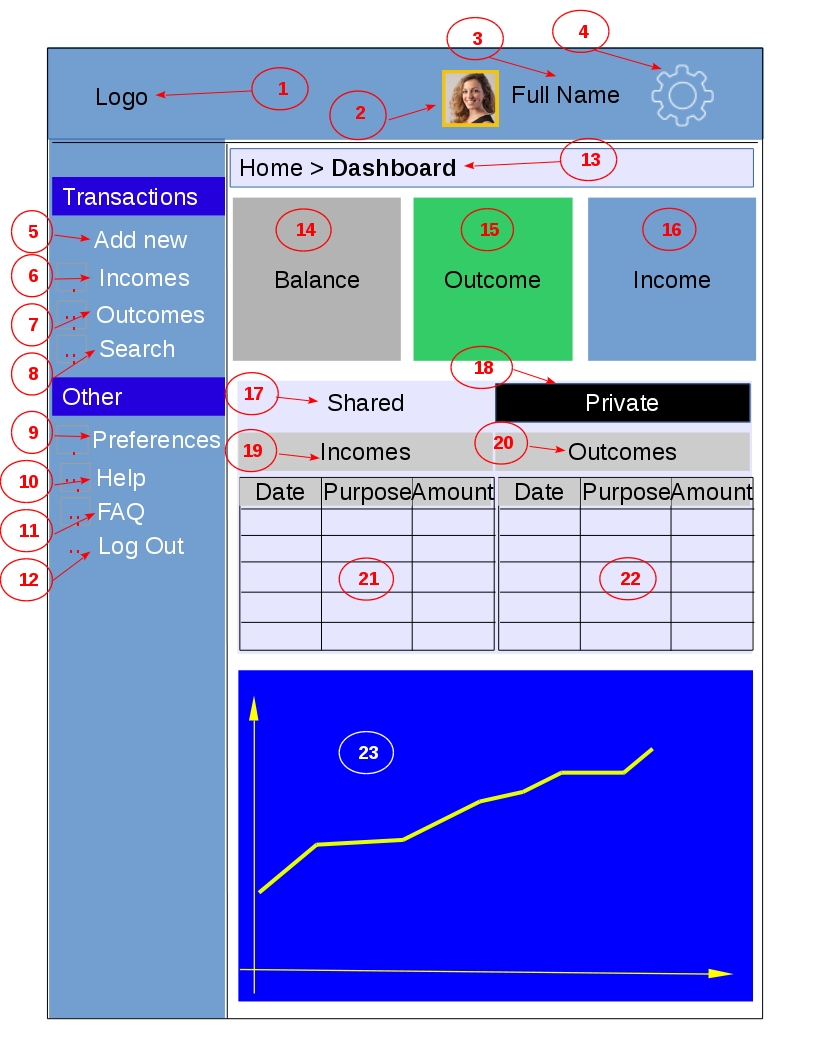 3 4
Logo 1 2 Full Name
Home > Dashboard 13
Transactions
5 Add new
6 Incomes
7 Outcomes
8 Search
Other
9 Preferences
10 Help
11 FAQ
12 Log Out
14 15 16
Balance Outcome Income
17 Shared 18 Private
19 Incomes 20 Outcomes
Date Purpose Amount Date Purpose Amount
21 22
23